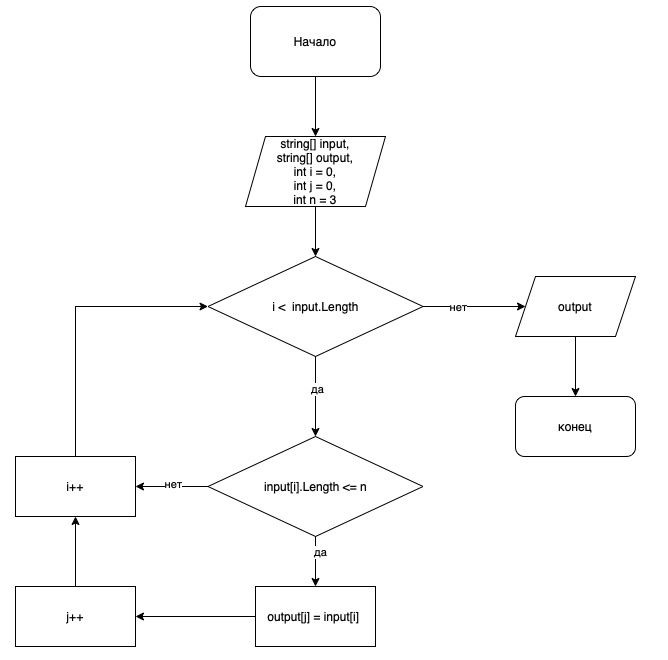 Начало
string[] input,
string[] output,
int i = 0,
int j = 0,
int n = 3
i < input.Length
нет
output
да
конец
input[i].Length <= n
нет
i++
да
output[j] = input[i]
j++